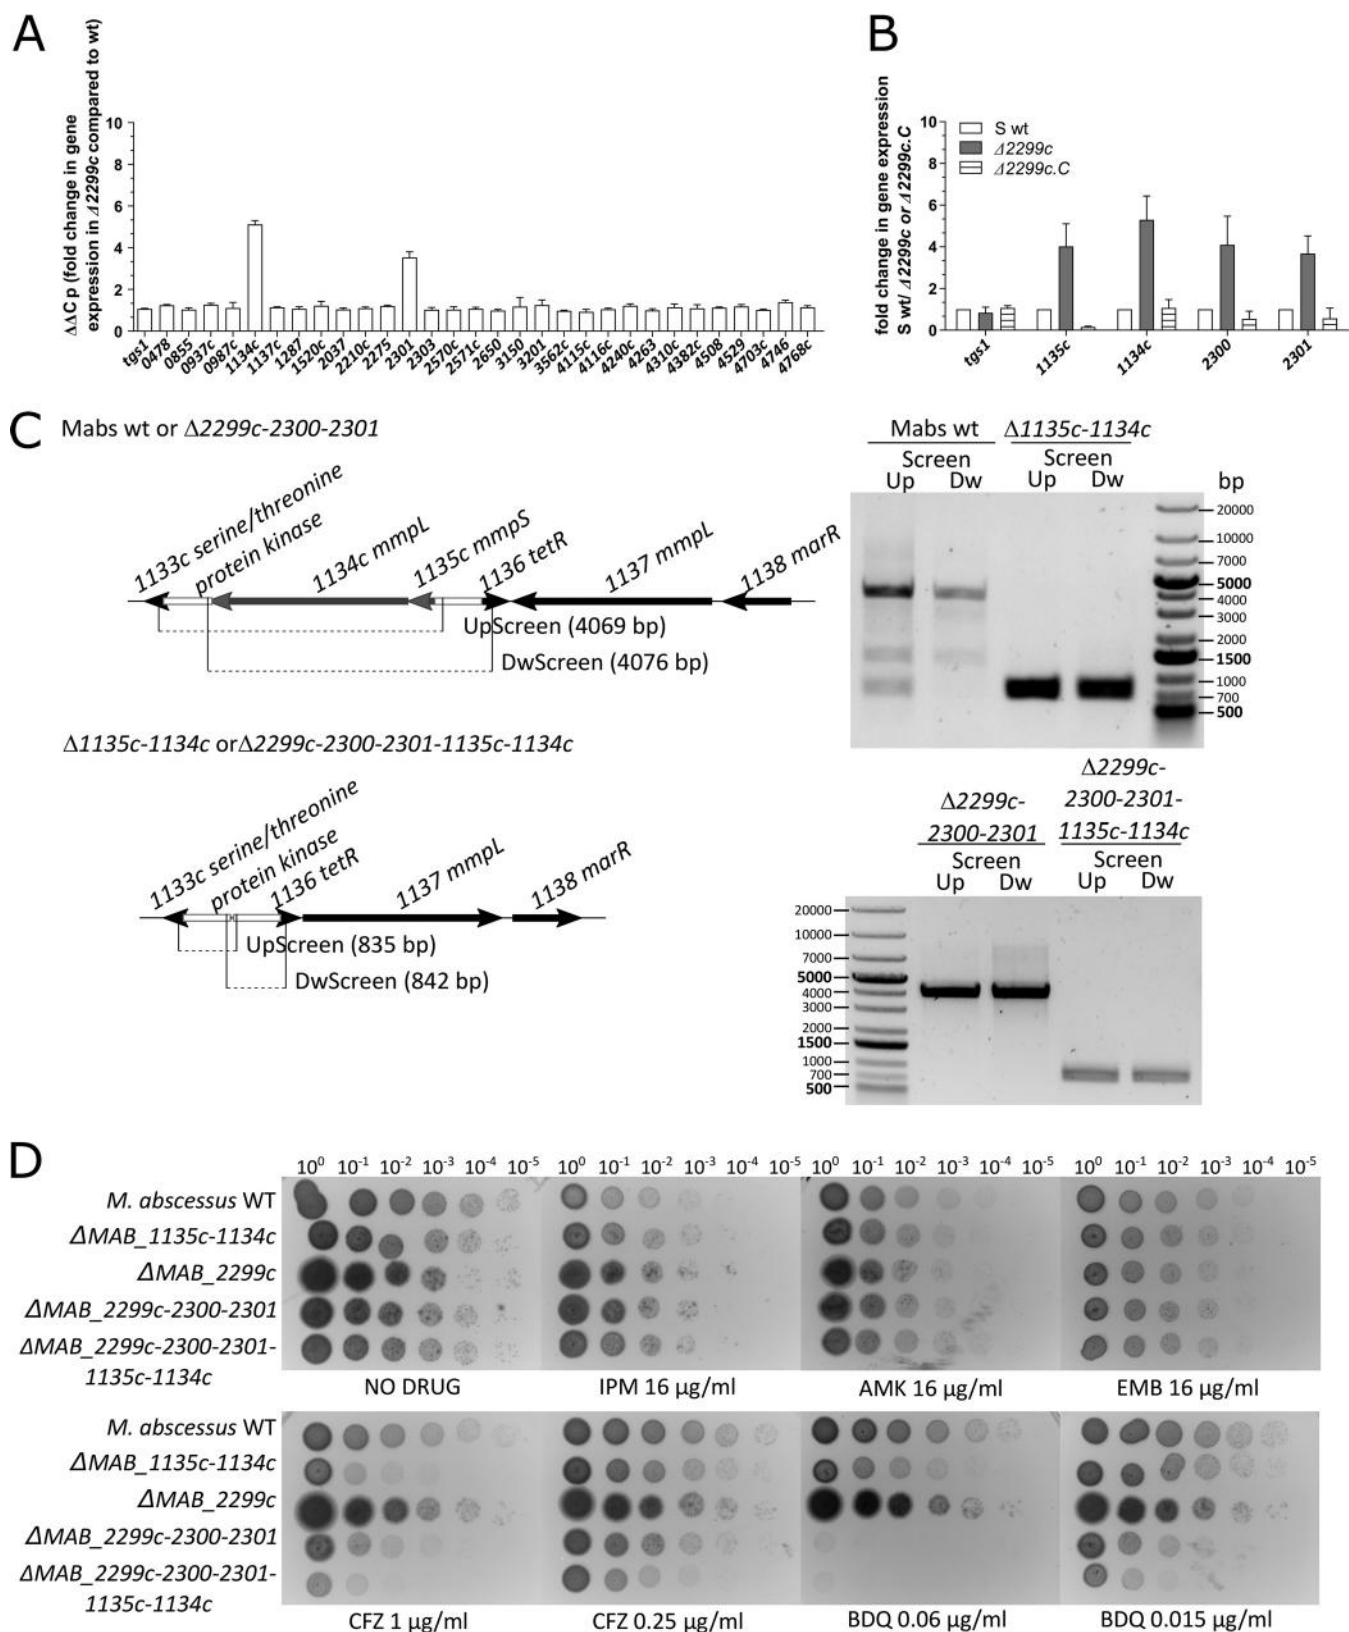 A
ΔΔC p (fold change in gene
expression in Δ2299c compared to wt)
10
8
6
4
2
0
tgs1
0478
0855
0937c
0987c
1134c
1137c
1287
1520c
2037
2210c
2275
2301
2303
2570c
2571c
2650
3150
3201
3562c
4115c
4116c
4240c
4263
4310c
4382c
4508
4529
4703c
4746
4768c
B
fold change in gene expression
S wt/ Δ2299c or Δ2299c.C
10
8
6
4
2
0
S wt
Δ2299c
Δ2299c.C
tgs1
1135c
1134c
2300
2301
C
Mabs wt or Δ2299c-2300-2301
1133c serine/threonine
protein kinase
1134c mmpL
1135c mmpS
1136 tetR
1137 mmpL
1138 marR
UpScreen (4069 bp)
DwScreen (4076 bp)
Δ1135c-1134c orΔ2299c-2300-2301-1135c-1134c
1133c serine/threonine
protein kinase
1136 tetR
1137 mmpL
1138 marR
UpScreen (835 bp)
DwScreen (842 bp)
Mabs wt Δ1135c-1134c
Screen Screen
Up Dw Up Dw bp
20000
10000
7000
5000
4000
3000
2000
1500
1000
700
500
Δ2299c-
2300-2301
Δ2299c-
2300-2301-
1135c-1134c
Screen Screen
Up Dw Up Dw
20000
10000
7000
5000
4000
3000
2000
1500
1000
700
500
D
10⁰ 10⁻¹ 10⁻² 10⁻³ 10⁻⁴ 10⁻⁵ 10⁰ 10⁻¹ 10⁻² 10⁻³ 10⁻⁴ 10⁻⁵ 10⁰ 10⁻¹ 10⁻² 10⁻³ 10⁻⁴ 10⁻⁵ 10⁰ 10⁻¹ 10⁻² 10⁻³ 10⁻⁴ 10⁻⁵
M. abscessus WT
ΔMAB_1135c-1134c
ΔMAB_2299c
ΔMAB_2299c-2300-2301
ΔMAB_2299c-2300-2301-
1135c-1134c
NO DRUG IPM 16 μg/ml AMK 16 μg/ml EMB 16 μg/ml
M. abscessus WT
ΔMAB_1135c-1134c
ΔMAB_2299c
ΔMAB_2299c-2300-2301
ΔMAB_2299c-2300-2301-
1135c-1134c
CFZ 1 μg/ml CFZ 0.25 μg/ml BDQ 0.06 μg/ml BDQ 0.015 μg/ml